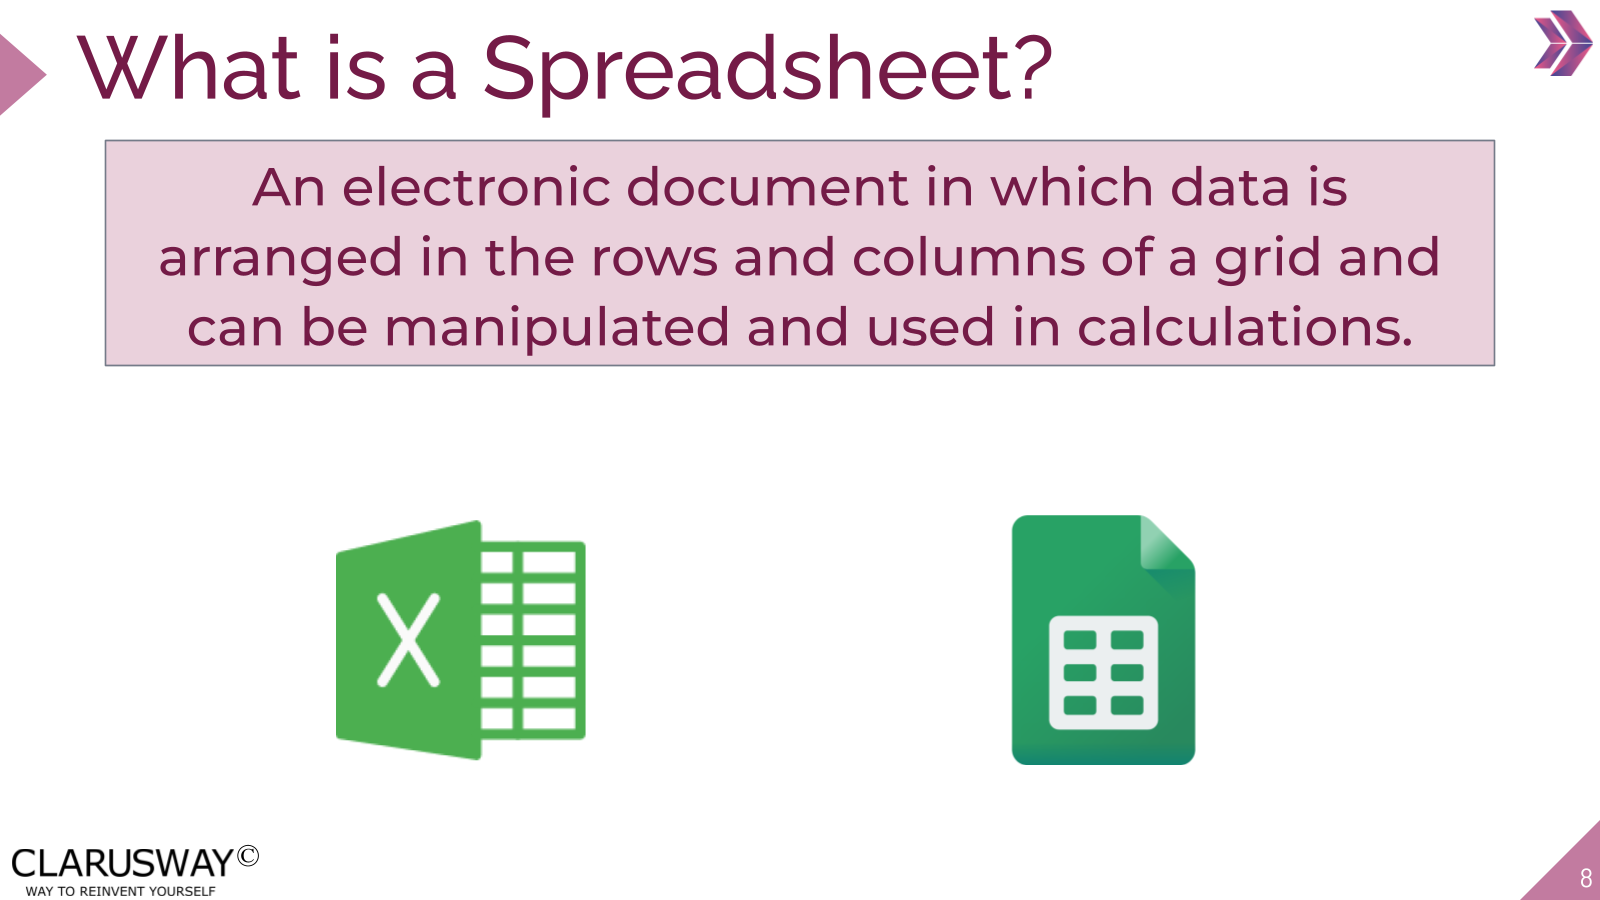 What is a Spreadsheet?
An electronic document in which data is
arranged in the rows and columns of a grid and
can be manipulated and used in calculations.
X
CLARUSWAY©
WAY TO REINVENT YOURSELF
8